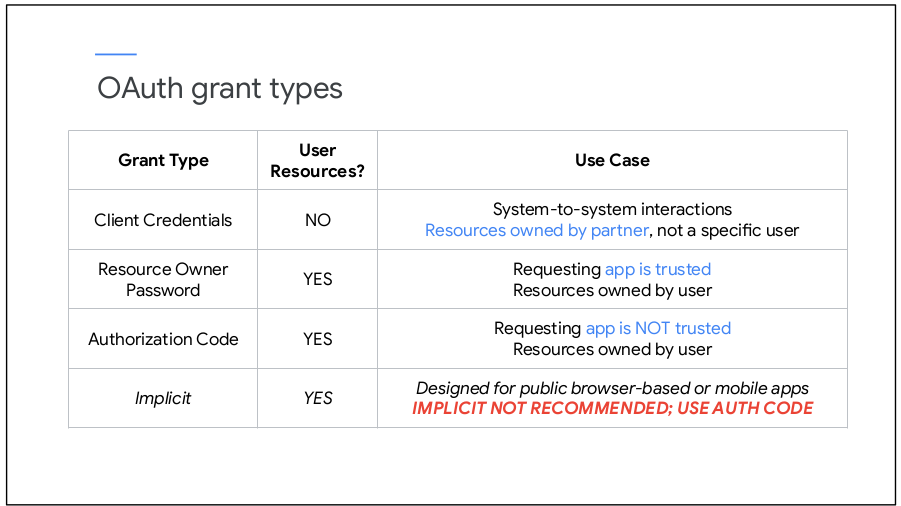 OAuth grant types
Grant Type
User
Resources?
Use Case
Client Credentials
NO
System-to-system interactions
Resources owned by partner, not a specific user
Resource Owner
Password
YES
Requesting app is trusted
Resources owned by user
Authorization Code
YES
Requesting app is NOT trusted
Resources owned by user
Implicit
YES
Designed for public browser-based or mobile apps
IMPLICIT NOT RECOMMENDED; USE AUTH CODE